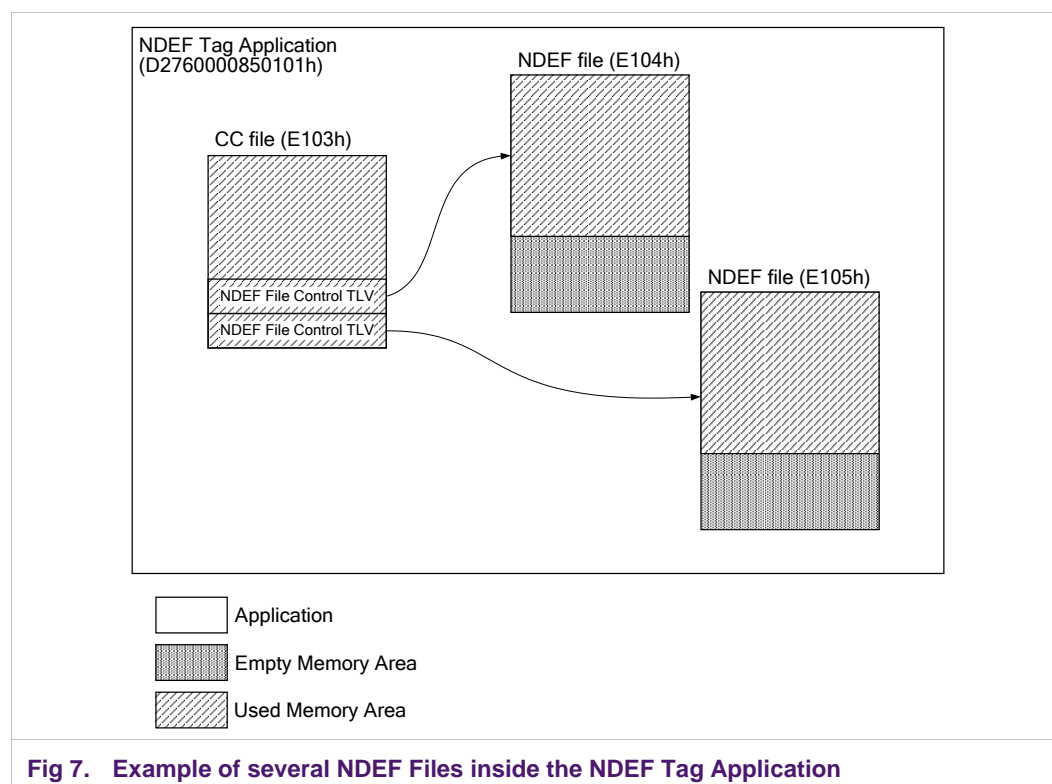 NDEF Tag Application
(D2760000850101h)
NDEF file (E104h)
CC file (E103h)
NDEF file (E105h)
NDEF File Control TLV
NDEF File Control TLV
Application
Empty Memory Area
Used Memory Area
Fig 7. Example of several NDEF Files inside the NDEF Tag Application